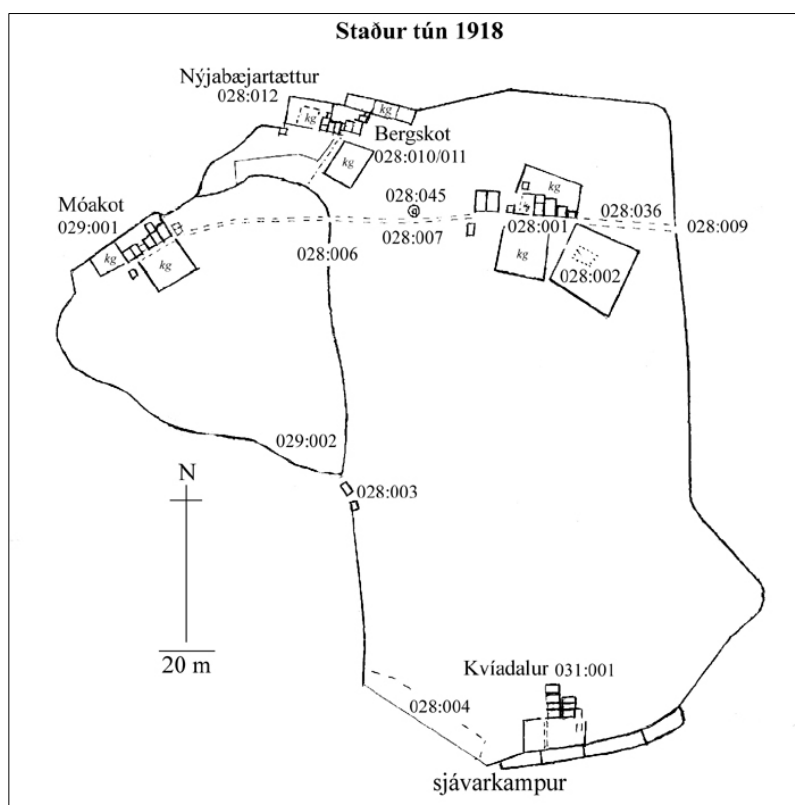 Staður tún 1918
Nýjabæjartættur
028:012
kg
kg
Bergskot
028:010/011
kg
Móakot
029:001
kg
kg
028:045
028:007
028:006
kg
028:036
028:001
028:009
kg
028:002
029:002
028:003
N
20 m
Kvíadalur 031:001
028:004
sjávarkampur